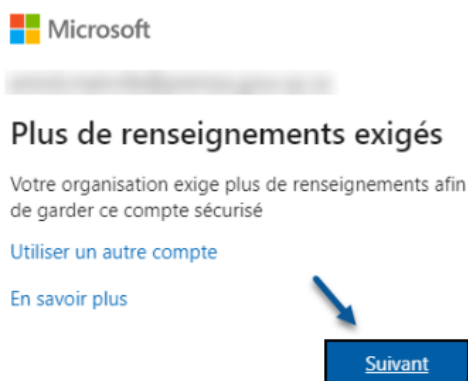 Microsoft
Plus de renseignements exigés
Votre organisation exige plus de renseignements afin
de garder ce compte sécurisé
Utiliser un autre compte
En savoir plus
Suivant